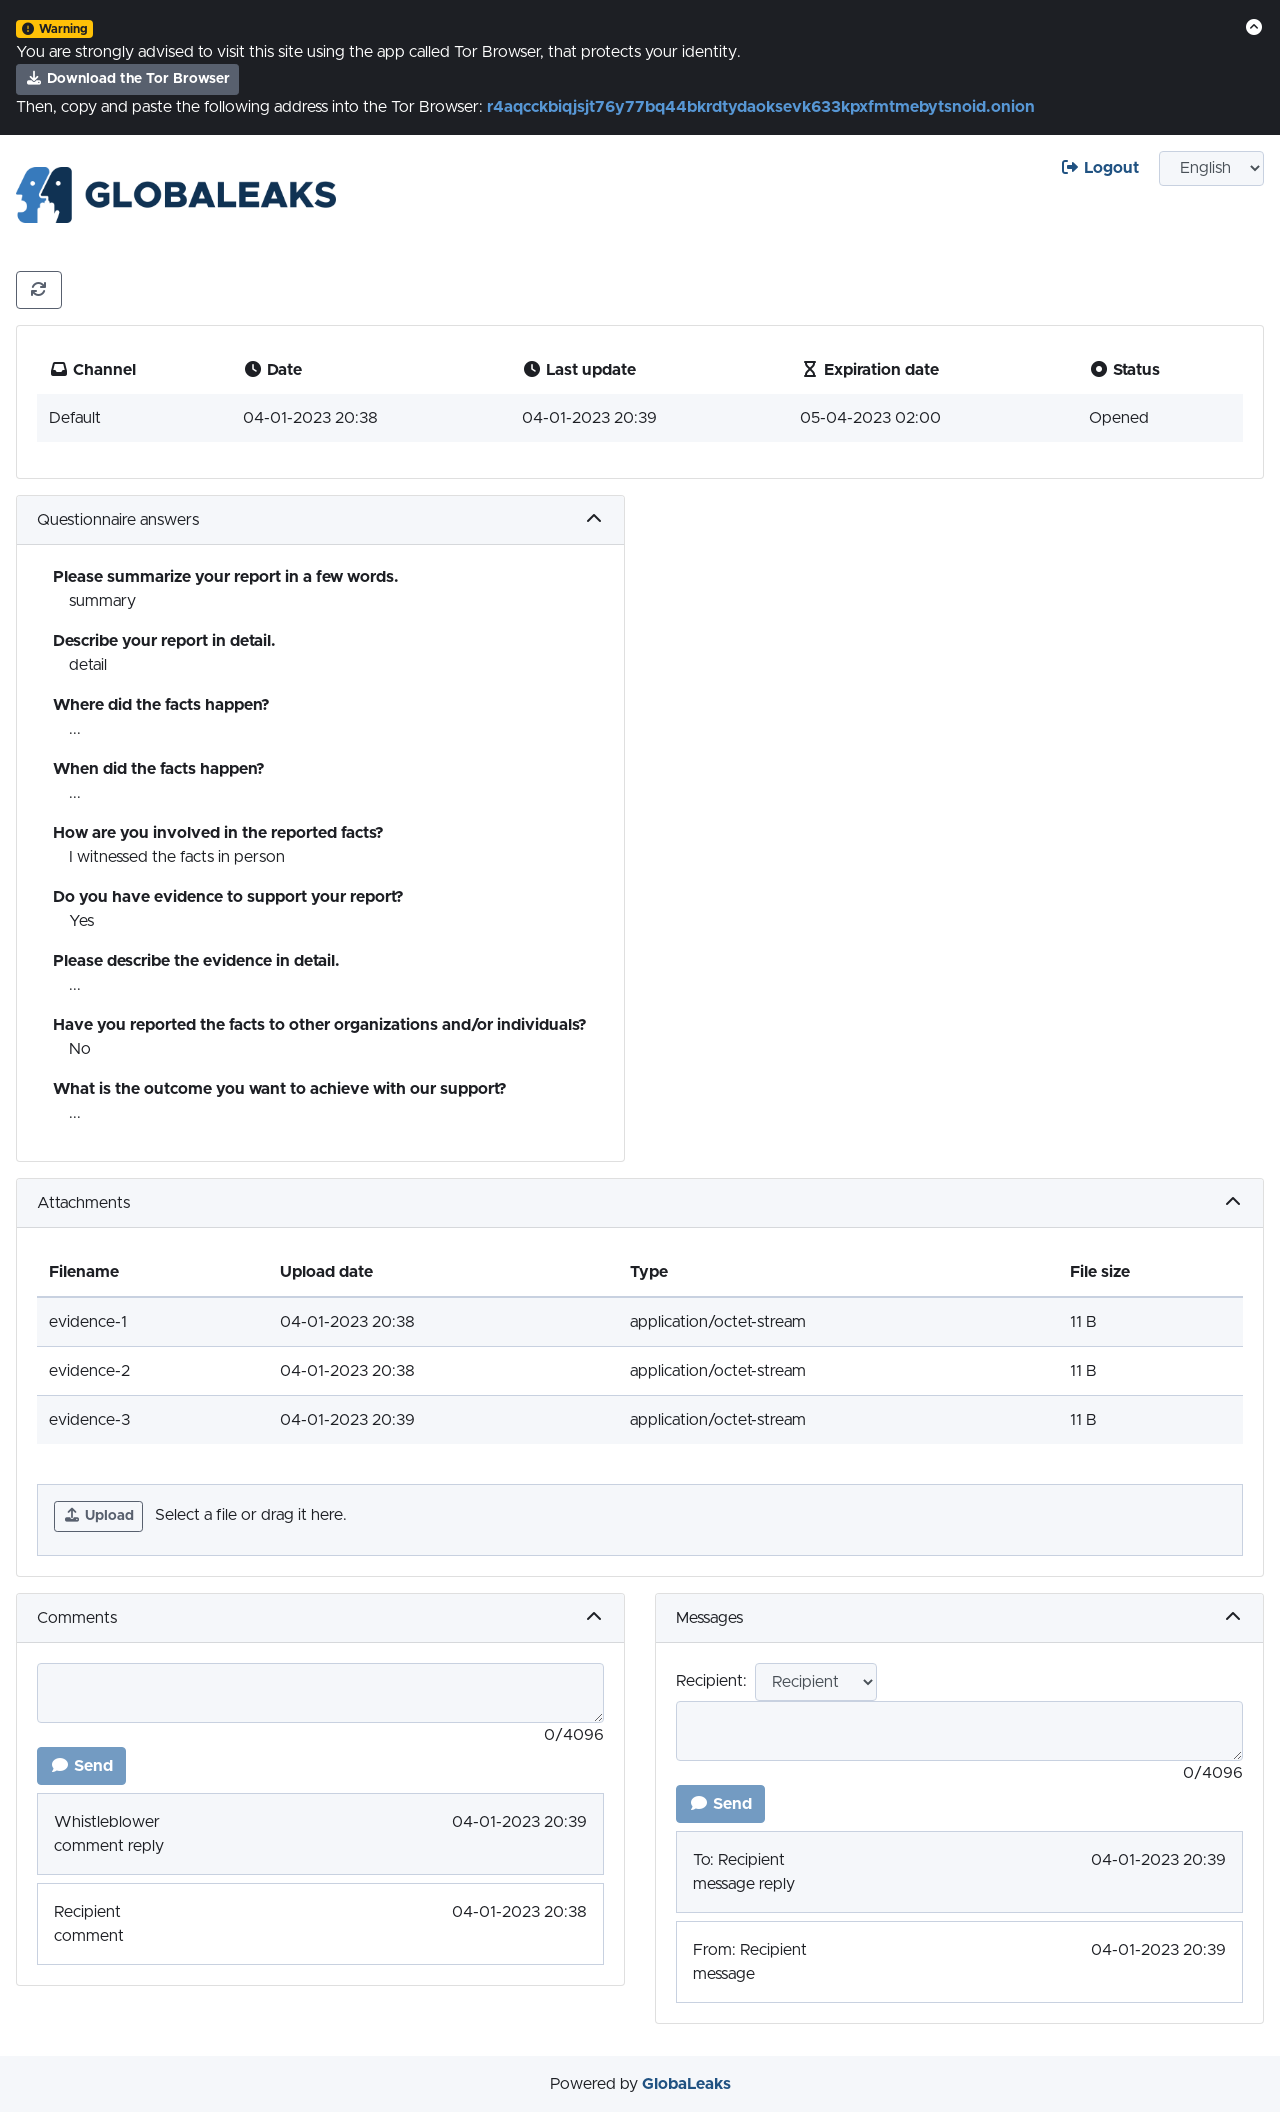 Warning
You are strongly advised to visit this site using the app called Tor Browser, that protects your identity.
Download the Tor Browser
Then, copy and paste the following address into the Tor Browser: r4aqcckbiqjsjt76y77bq44bkrdtydaoksevk633kpxfmtmebytsnoid.onion
Logout
English
GLOBALEAKS
Channel Date Last update Expiration date Status
Default 04-01-2023 20:38 04-01-2023 20:39 05-04-2023 02:00 Opened
Questionnaire answers
Please summarize your report in a few words.
summary
Describe your report in detail.
detail
Where did the facts happen?
...
When did the facts happen?
...
How are you involved in the reported facts?
I witnessed the facts in person
Do you have evidence to support your report?
Yes
Please describe the evidence in detail.
...
Have you reported the facts to other organizations and/or individuals?
No
What is the outcome you want to achieve with our support?
...
Attachments
Filename Upload date Type File size
evidence-1 04-01-2023 20:38 application/octet-stream 11 B
evidence-2 04-01-2023 20:38 application/octet-stream 11 B
evidence-3 04-01-2023 20:39 application/octet-stream 11 B
Upload Select a file or drag it here.
Comments
0/4096
Send
Whistleblower 04-01-2023 20:39
comment reply
Recipient 04-01-2023 20:38
comment
Messages
Recipient: Recipient
0/4096
Send
To: Recipient 04-01-2023 20:39
message reply
From: Recipient 04-01-2023 20:39
message
Powered by GlobaLeaks